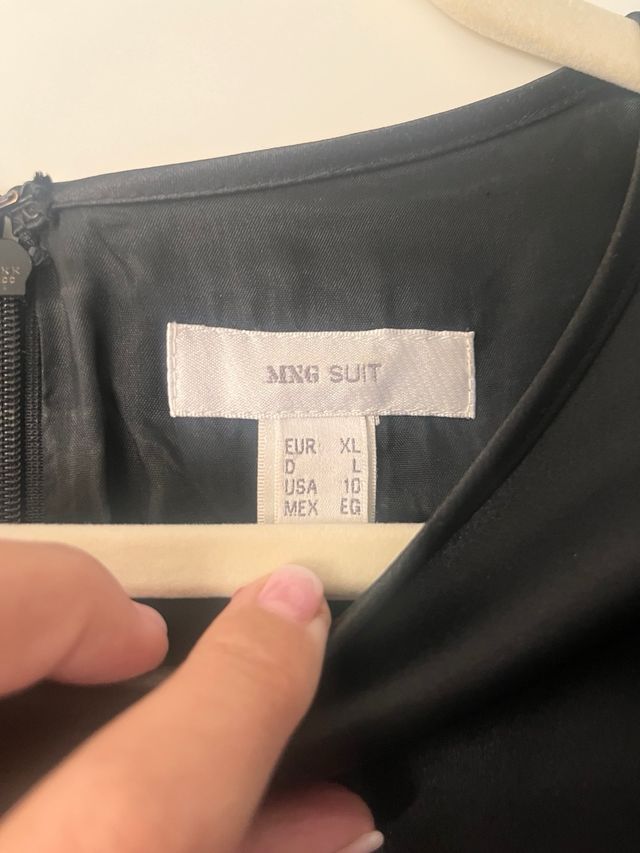 MNG SUIT
EUR XL
D L
USA 10
MEX EG